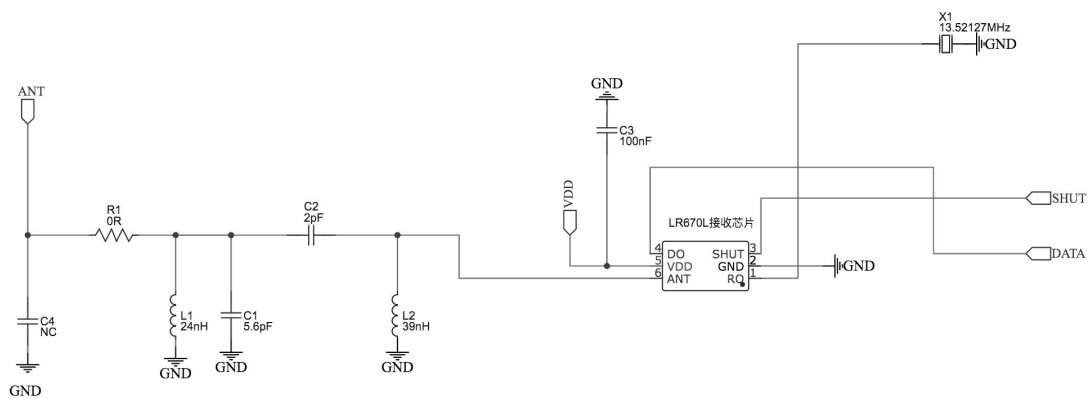 X1
13.52127MHz
GND
ANT
GND
C3
100nF
VDD
R1
0R
C2
2pF
SHUT
LR670L接收芯片
4 DO SHUT 3
5 VDD GND 2
6 ANT RO 1
DATA
GND
C4
NC
L1
24nH
C1
5.6pF
L2
39nH
GND
GND
GND
GND